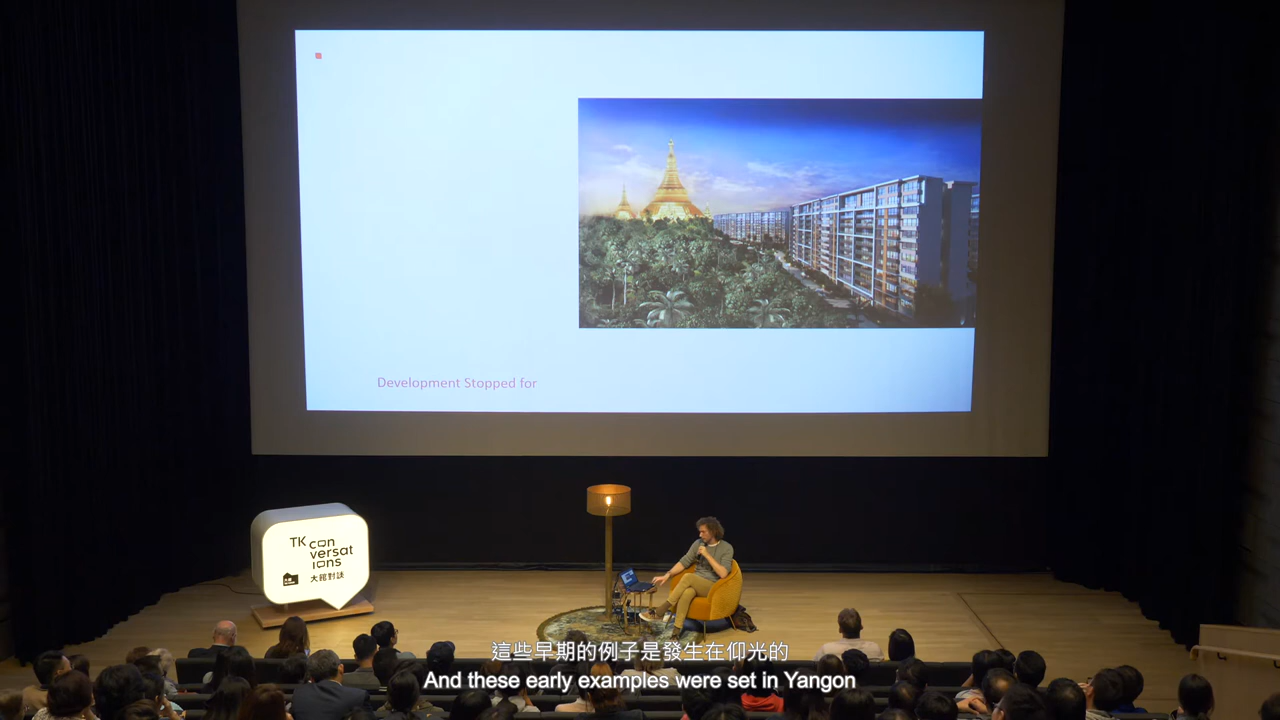 Development Stopped for
TK con
versat
ions
大館對談
這些早期的例子是發生在仰光的
And these early examples were set in Yangon